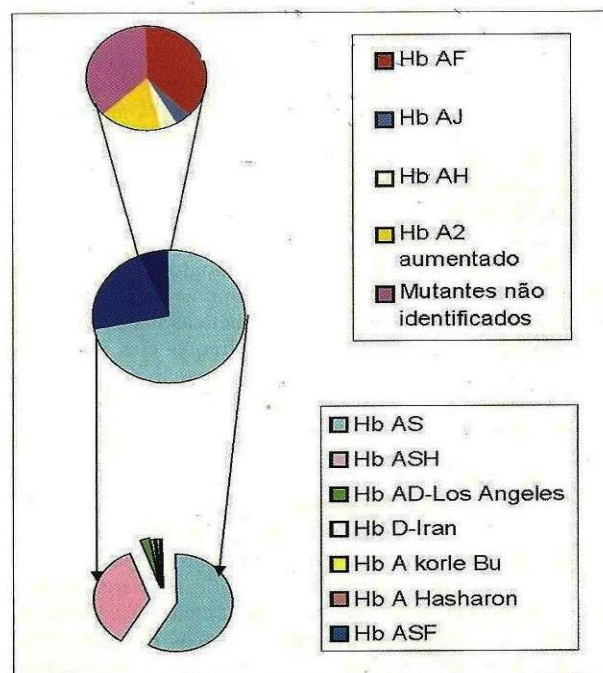 Hb AF
Hb AJ
Hb AH
Hb A2
aumentado
Mutantes não
identificados
Hb AS
Hb ASH
Hb AD-Los Angeles
Hb D-Iran
Hb A korle Bu
Hb A Hasharon
Hb ASF